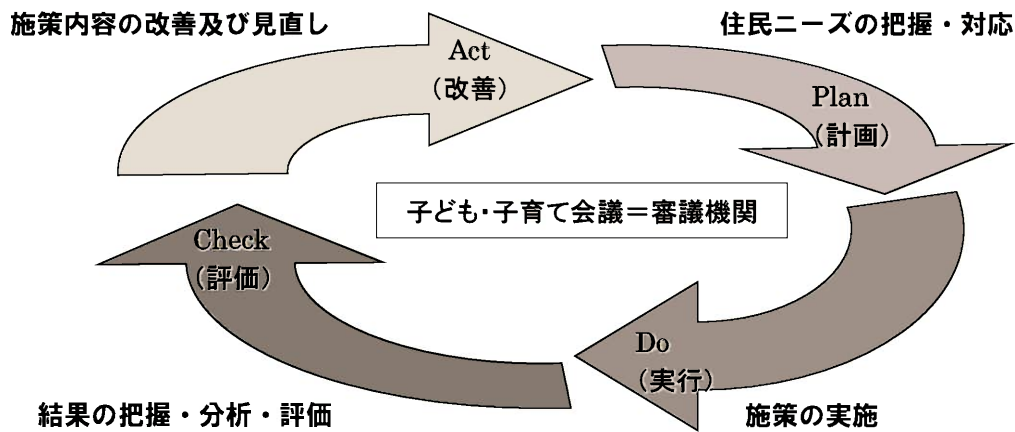 施策内容の改善及び見直し
住民ニーズの把握・対応
Act
（改善）
Plan
（計画）
子ども・子育て会議＝審議機関
Check
（評価）
Do
（実行）
結果の把握・分析・評価
施策の実施